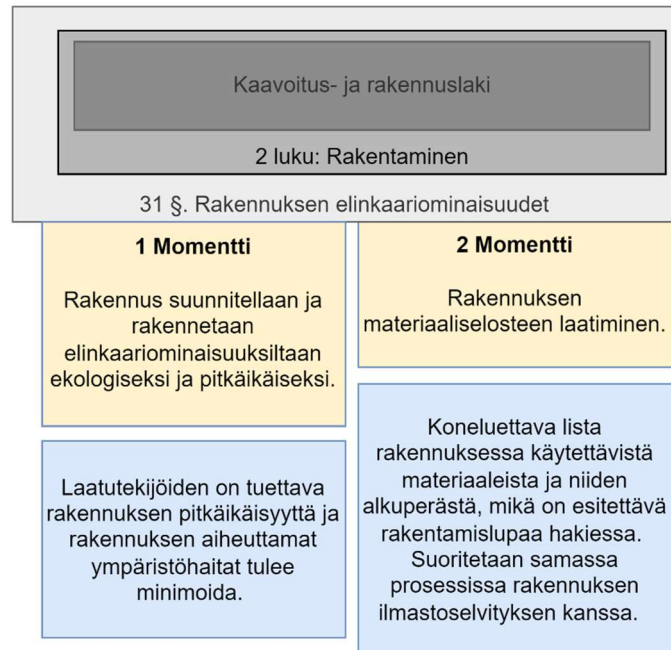 Kaavoitus- ja rakennuslaki
2 luku: Rakentaminen
31 §. Rakennuksen elinkaariominaisuudet
1 Momentti
Rakennus suunnitellaan ja
rakennetaan
elinkaariominaisuuksiltaan
ekologiseksi ja pitkäikäiseksi.
Laatutekijöiden on tuettava
rakennuksen pitkäikäisyyttä ja
rakennuksen aiheuttamat
ympäristöhaitat tulee
minimoida.
2 Momentti
Rakennuksen
materiaaliselosteen laatiminen.
Koneluettava lista
rakennuksessa käytettävistä
materiaaleista ja niiden
alkuperästä, mikä on esitettävä
rakentamislupaa hakiessa.
Suoritetaan samassa
prosessissa rakennuksen
ilmastoselvityksen kanssa.